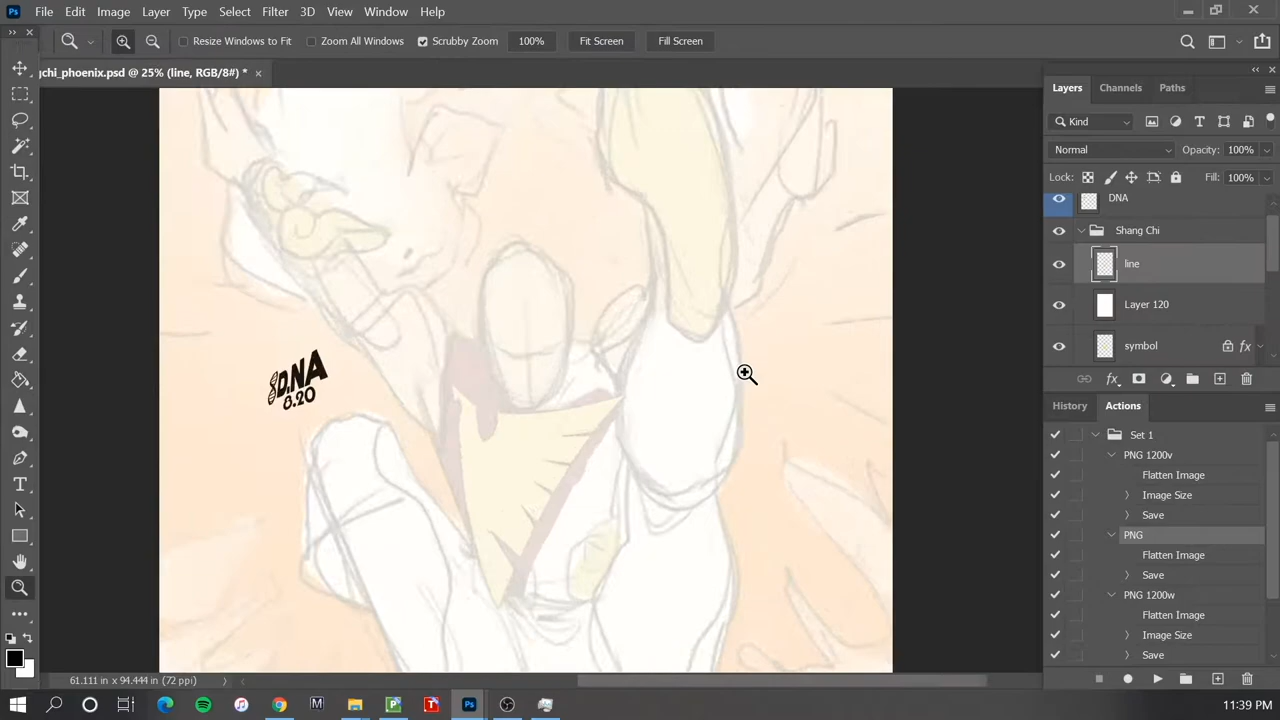 Ps File Edit Image Layer Type Select Filter 3D View Window Help
Resize Windows to Fit Zoom All Windows Scrubby Zoom 100% Fit Screen Fill Screen
gchi_phoenix.psd @ 25% (line, RGB/8#) * ×
Layers Channels Paths
Kind
Normal Opacity: 100%
Lock: Fill: 100%
DNA
Shang Chi
line
Layer 120
symbol fx
fx
DNA
8.20
History Actions
Set 1
PNG 1200v
Flatten Image
Image Size
Save
PNG
Flatten Image
Save
PNG 1200w
Flatten Image
Image Size
Save
61.111 in x 94.444 in (72 ppi)
11:39 PM